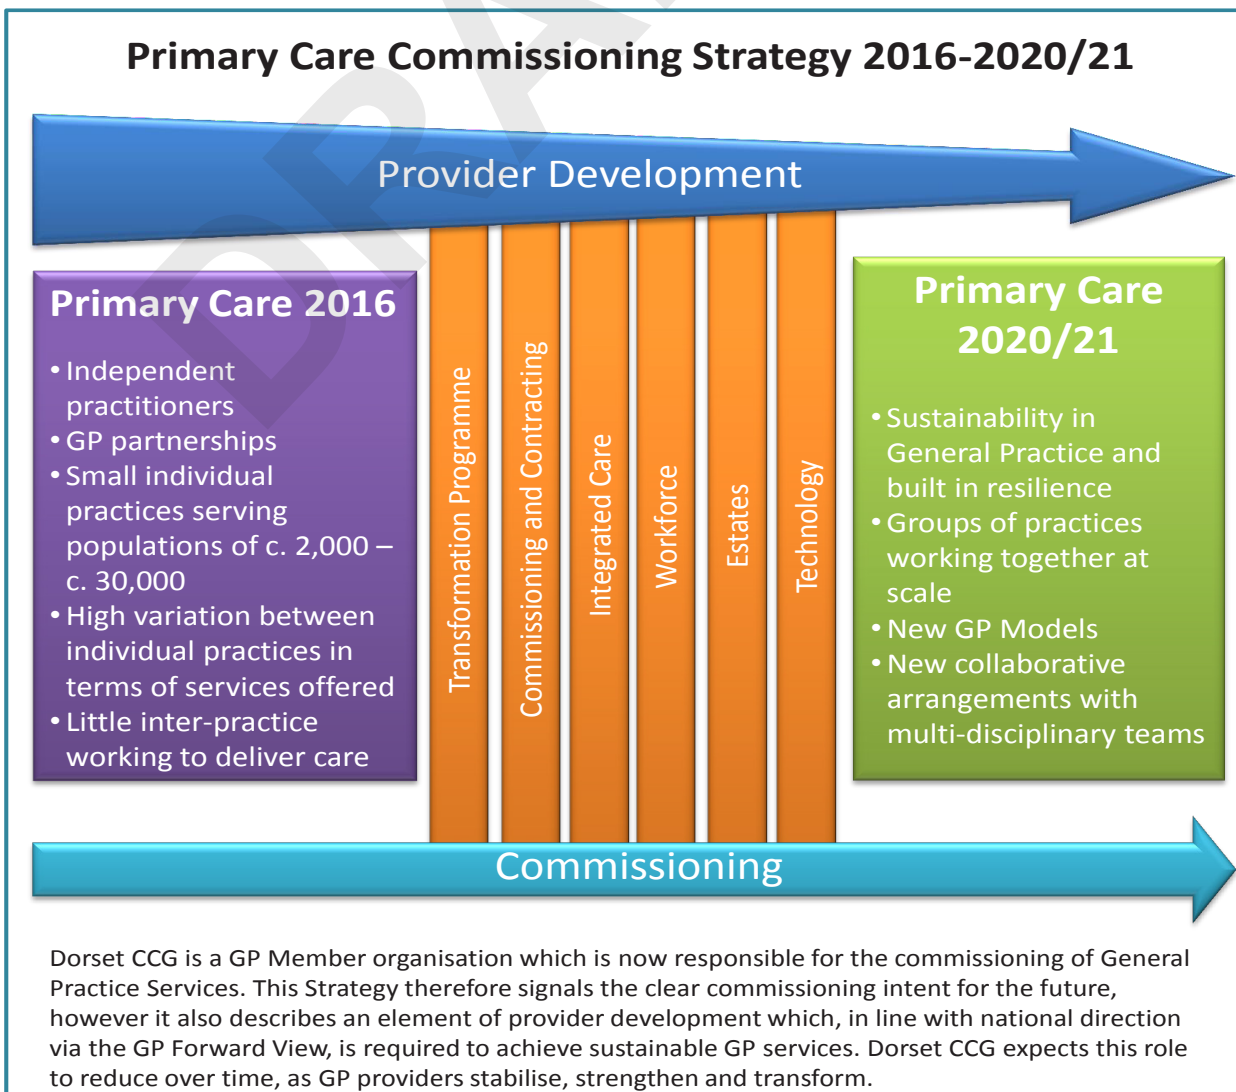 Primary Care Commissioning Strategy 2016-2020/21
Provider Development
Primary Care 2016
• Independent
practitioners
• GP partnerships
• Small individual
practices serving
populations of c. 2,000 –
c. 30,000
• High variation between
individual practices in
terms of services offered
• Little inter-practice
working to deliver care
Transformation Programme
Commissioning and Contracting
Integrated Care
Workforce
Estates
Technology
Primary Care
2020/21
• Sustainability in
General Practice and
built in resilience
• Groups of practices
working together at
scale
• New GP Models
• New collaborative
arrangements with
multi-disciplinary teams
Commissioning
Dorset CCG is a GP Member organisation which is now responsible for the commissioning of General
Practice Services. This Strategy therefore signals the clear commissioning intent for the future,
however it also describes an element of provider development which, in line with national direction
via the GP Forward View, is required to achieve sustainable GP services. Dorset CCG expects this role
to reduce over time, as GP providers stabilise, strengthen and transform.